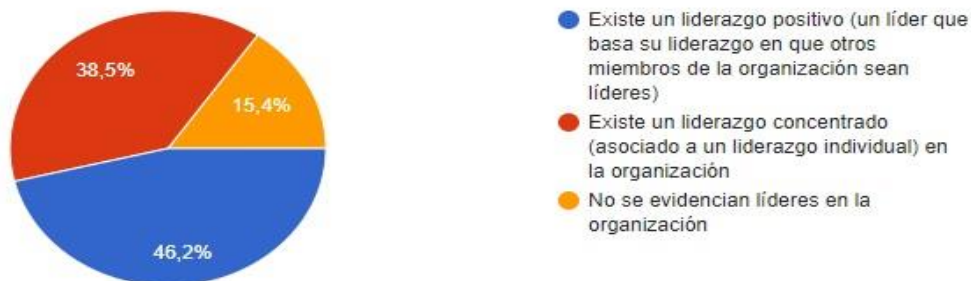 38,5%
15,4%
46,2%
Existe un liderazgo positivo (un líder que
basa su liderazgo en que otros
miembros de la organización sean
líderes)
Existe un liderazgo concentrado
(asociado a un liderazgo individual) en
la organización
No se evidencian líderes en la
organización